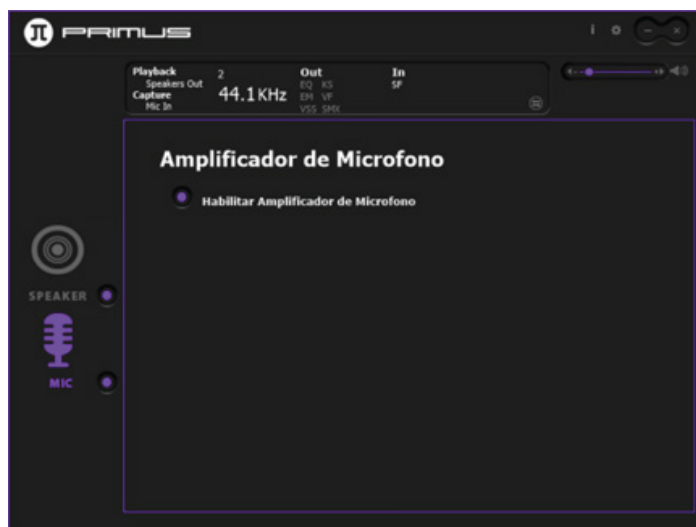 PRIMUS
i
Playback 2 Out In
Speakers Out EQ KS SF
Capture 44.1KHz EM VF
Mic In VSS SMX
Amplificador de Microfono
Habilitar Amplificador de Microfono
SPEAKER
MIC